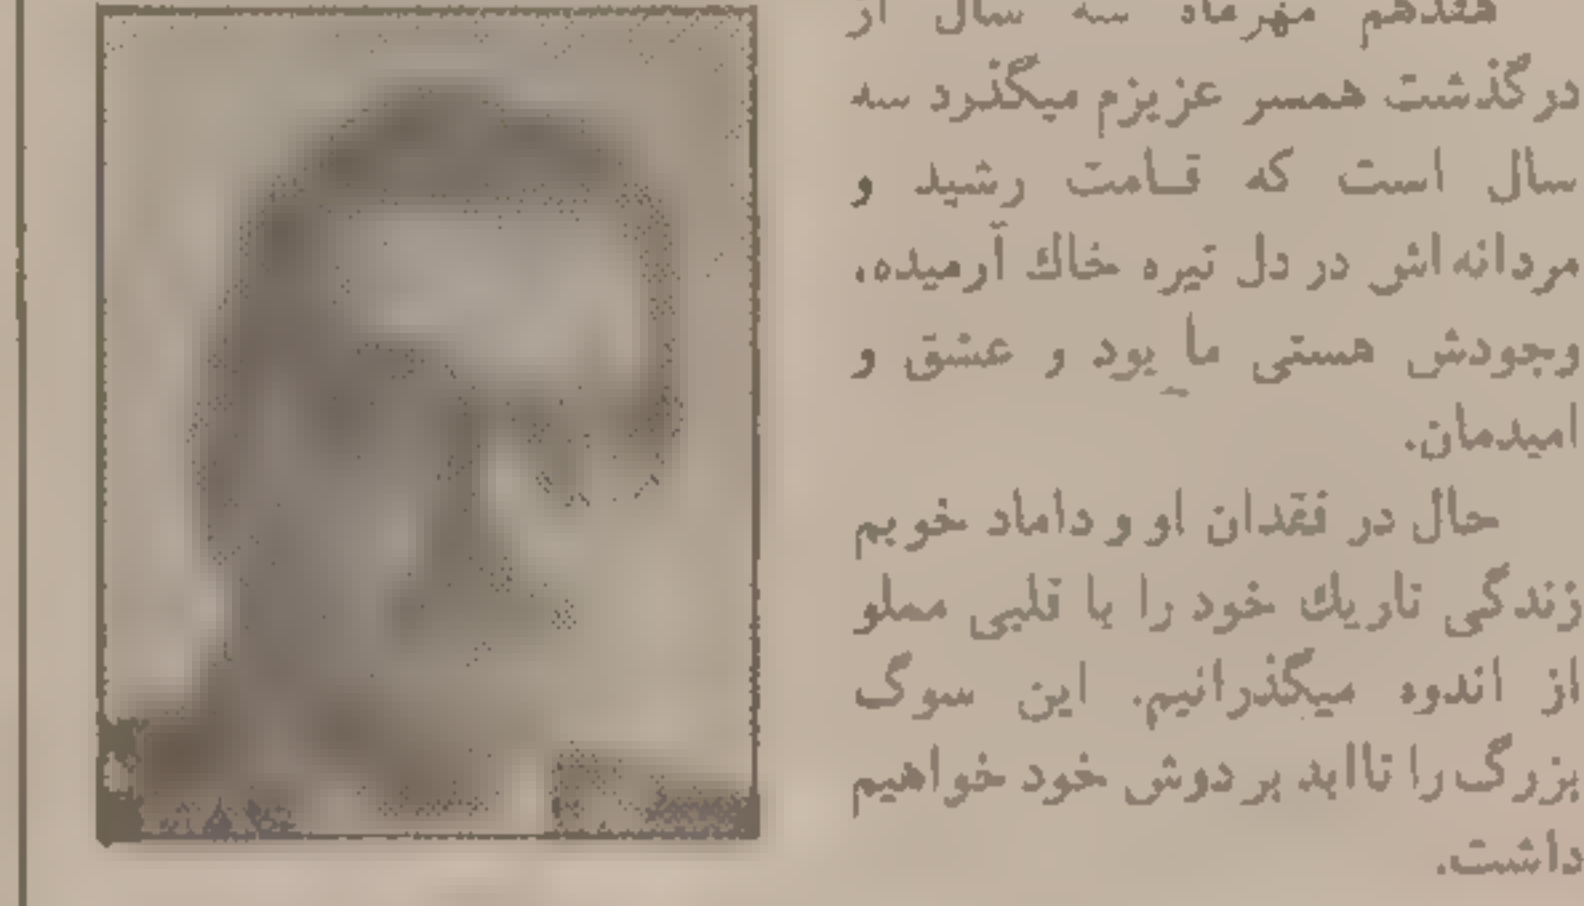 هفدهم مهرماه سه سال از
درگذشت همسر عزیزم میگذرد سه
سال است که قامت رشید و
مردانه‌اش در دل تیره خاك آرمیده،
وجودش هستی ما بود و عشق و
امیدمان.
حال در فقدان او و داماد خوبم
زندگی تاریك خود را با قلبی مملو
از اندوه میگذرانیم. این سوگ
بزرگ را تاابد بر دوش خود خواهیم
داشت.